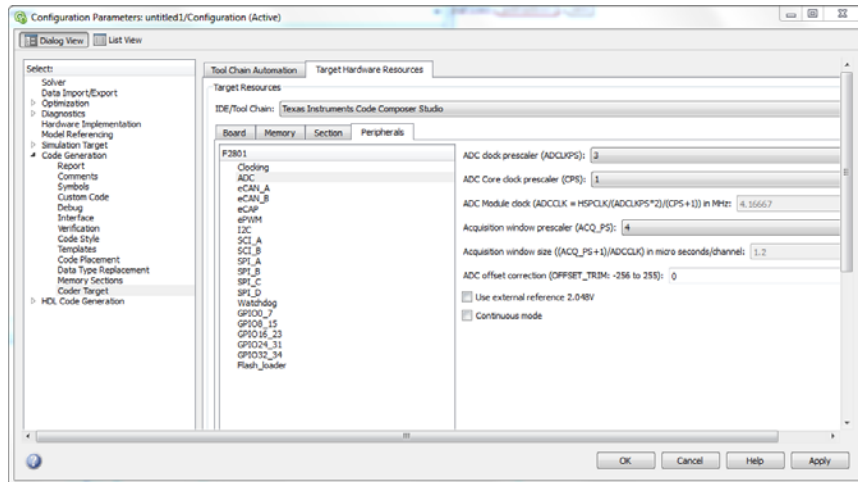 Configuration Parameters: untitled1/Configuration (Active)
Dialog View List View
Select:
Solver
Data Import/Export
Optimization
Diagnostics
Hardware Implementation
Model Referencing
Simulation Target
Code Generation
Report
Comments
Symbols
Custom Code
Debug
Interface
Verification
Code Style
Templates
Code Placement
Data Type Replacement
Memory Sections
Coder Target
HDL Code Generation
Tool Chain Automation Target Hardware Resources
Target Resources
IDE/Tool Chain: Texas Instruments Code Composer Studio
Board Memory Section Peripherals
F2801
Clocking
ADC
eCAN_A
eCAN_B
eCAP
ePWM
I2C
SCI_A
SCI_B
SPI_A
SPI_B
SPI_C
SPI_D
Watchdog
GPIO0_7
GPIO8_15
GPIO16_23
GPIO24_31
GPIO32_34
Flash_loader
ADC clock prescaler (ADCLKPS): 3
ADC Core clock prescaler (CPS): 1
ADC Module clock (ADCCLK = HSPCLK/(ADCLKPS*2)/(CPS+1)) in MHz: 4.16667
Acquisition window prescaler (ACQ_PS): 4
Acquisition window size ((ACQ_PS+1)/ADCCLK) in micro seconds/channel: 1.2
ADC offset correction (OFFSET_TRIM: -256 to 255): 0
Use external reference 2.048V
Continuous mode
OK Cancel Help Apply